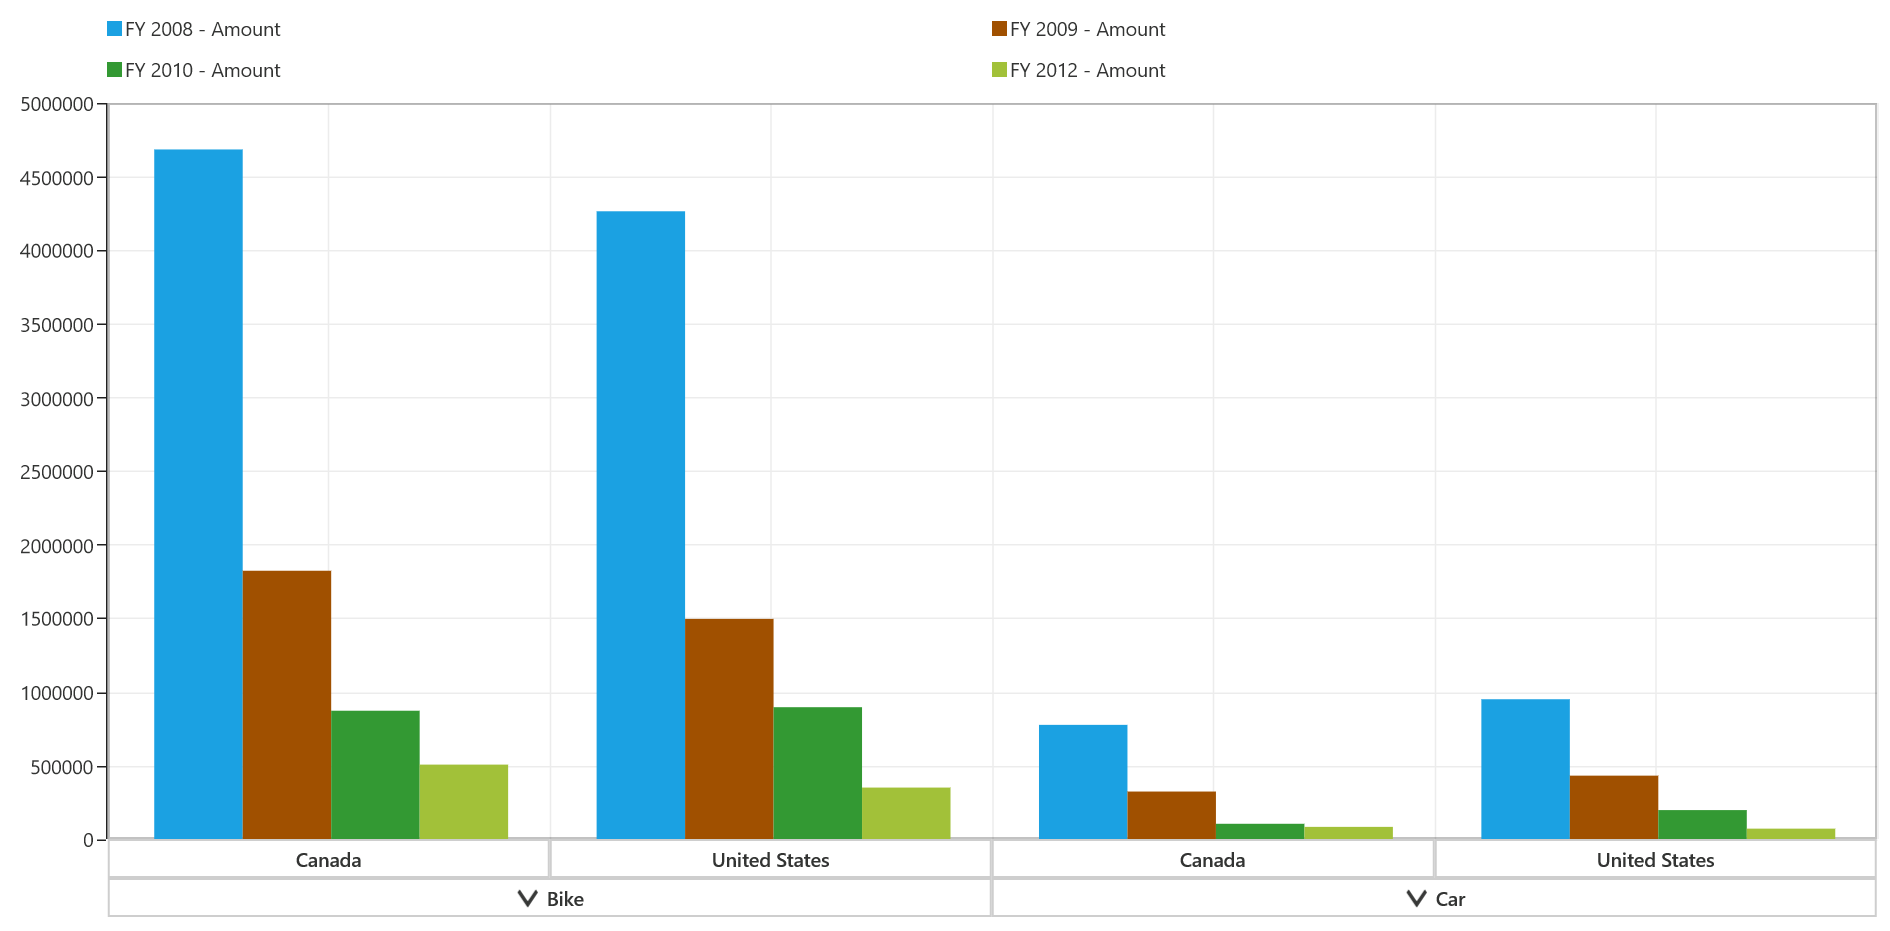 FY 2008 - Amount
FY 2009 - Amount
FY 2010 - Amount
FY 2012 - Amount
5000000
4500000
4000000
3500000
3000000
2500000
2000000
1500000
1000000
500000
0
Canada
United States
Canada
United States
Bike
Car